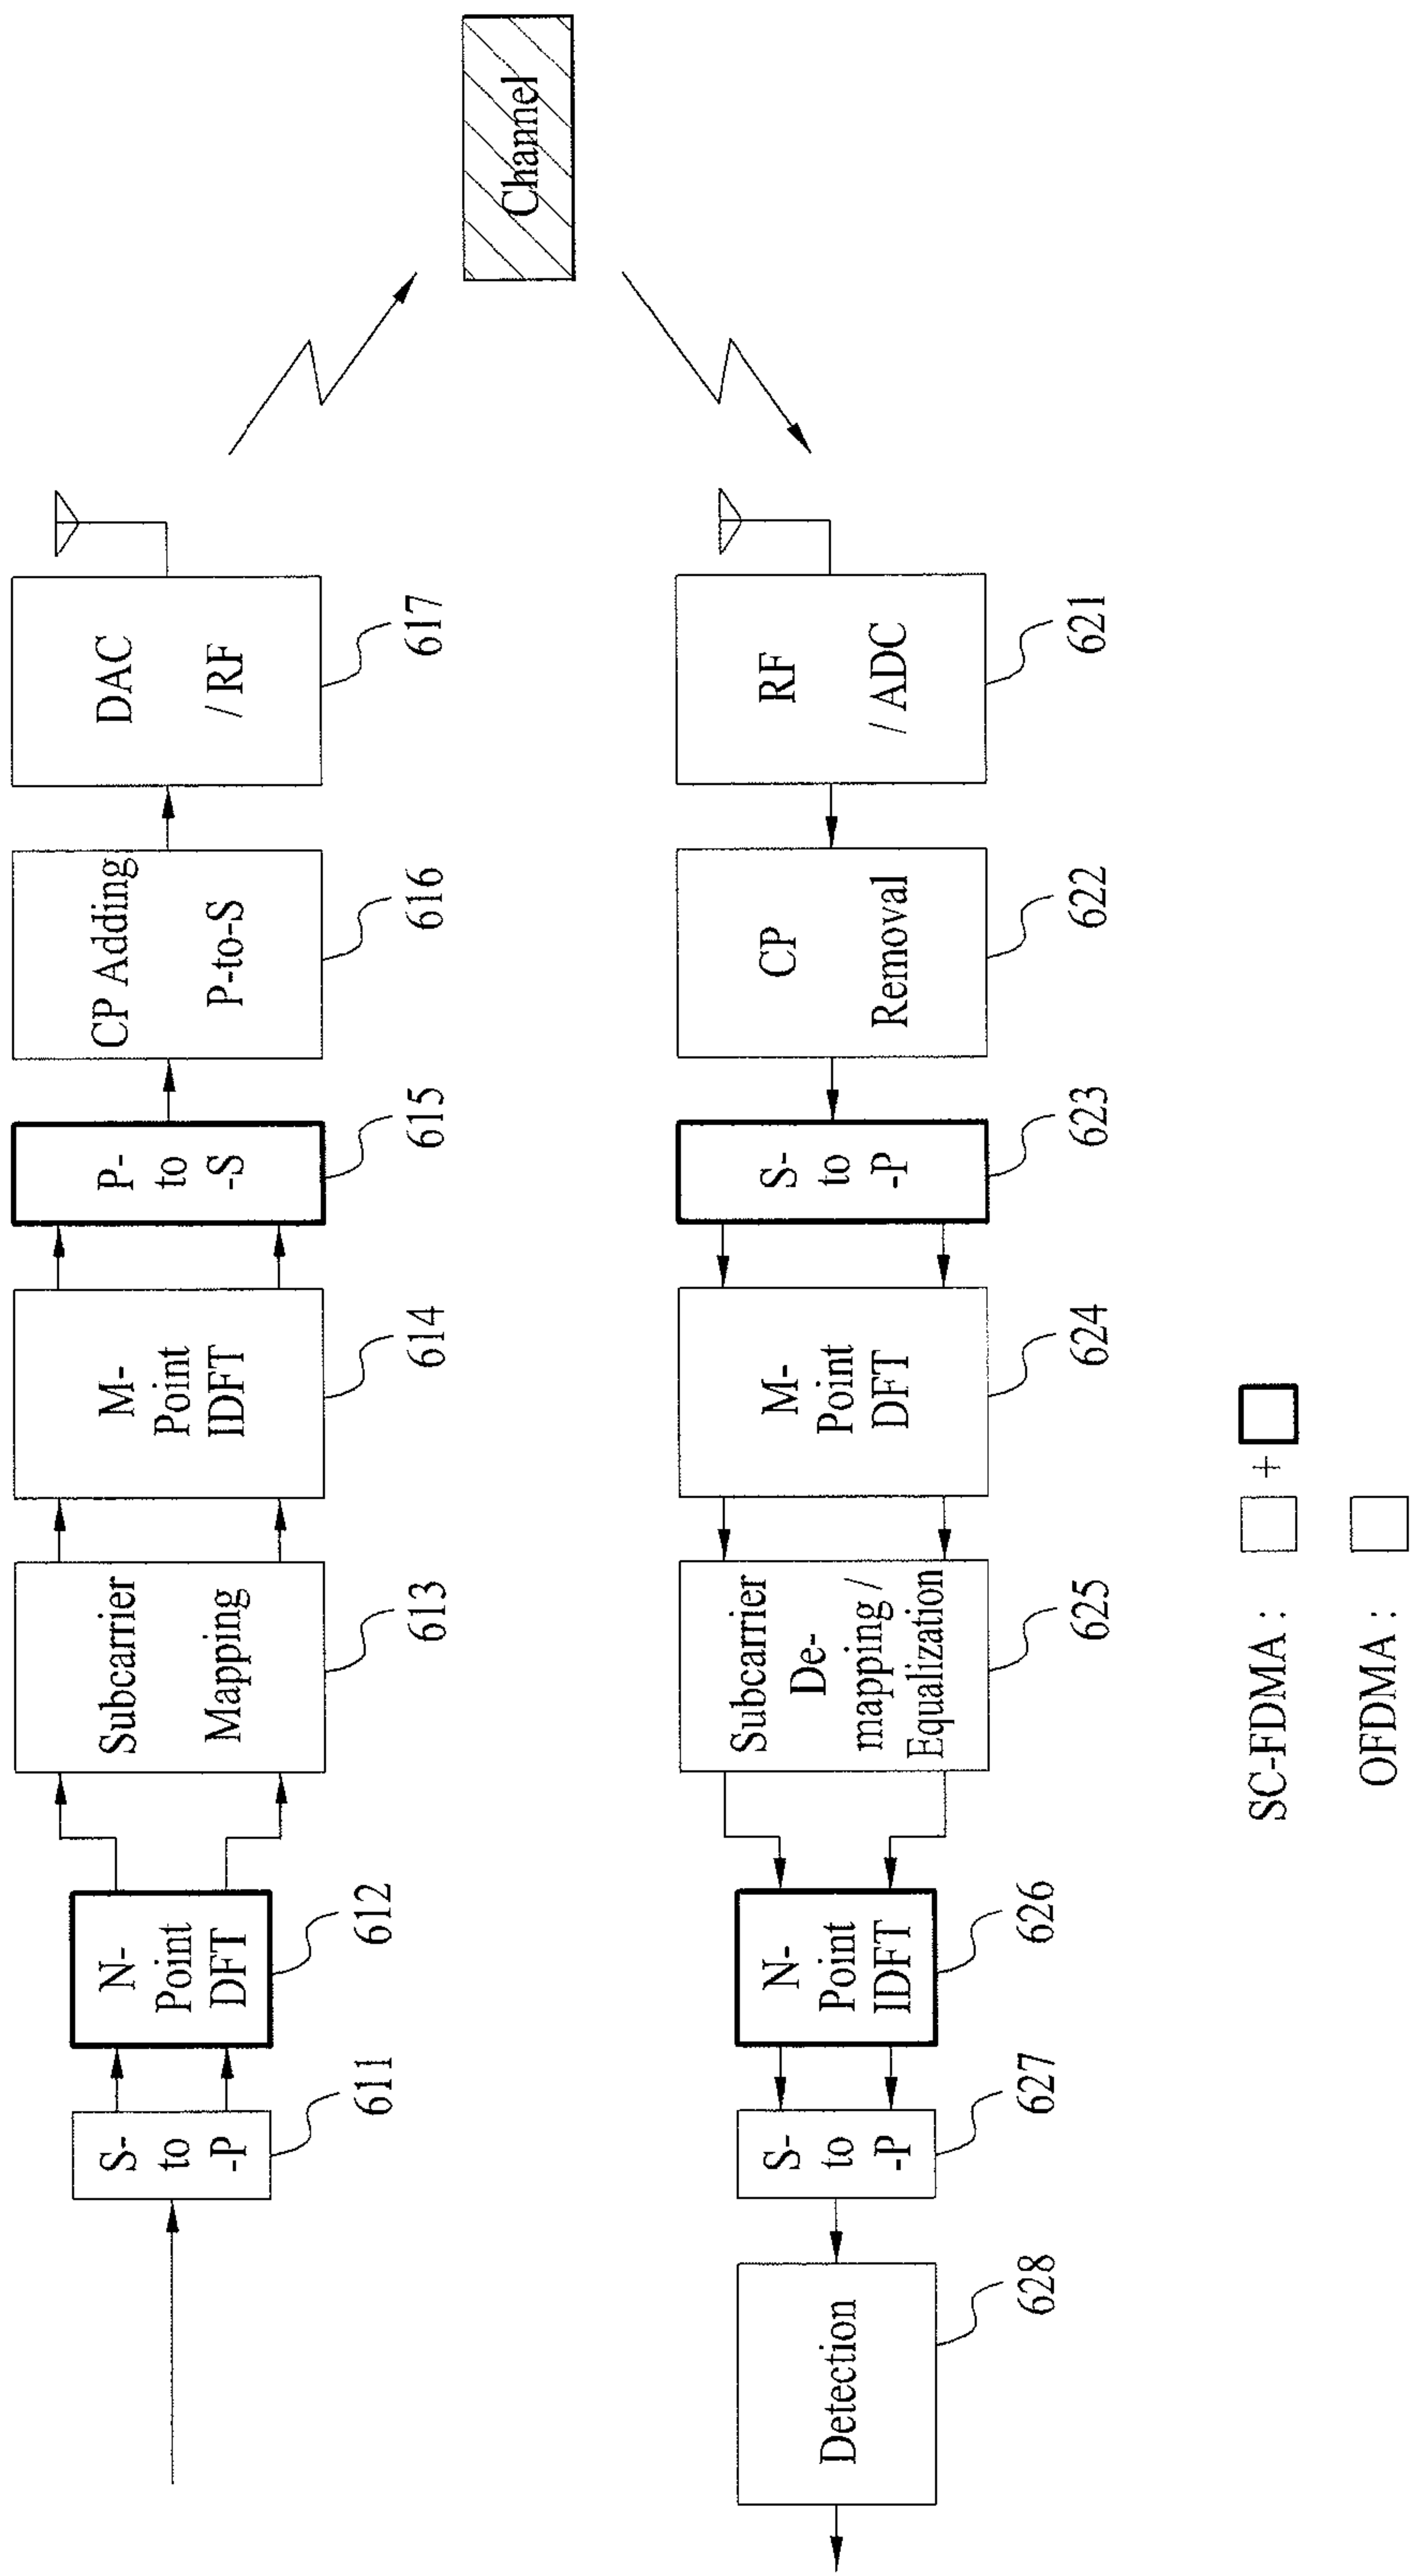 S-
to
-P
611
N-
Point
DFT
612
Subcarrier
Mapping
613
M-
Point
IDFT
614
P-
to
-S
615
CP Adding
P-to-S
616
DAC
/ RF
617
Channel
Detection
628
S-
to
-P
627
N-
Point
IDFT
626
Subcarrier
De-
mapping /
Equalization
625
M-
Point
DFT
624
S-
to
-P
623
CP
Removal
622
RF
/ ADC
621
SC-FDMA : +
OFDMA :